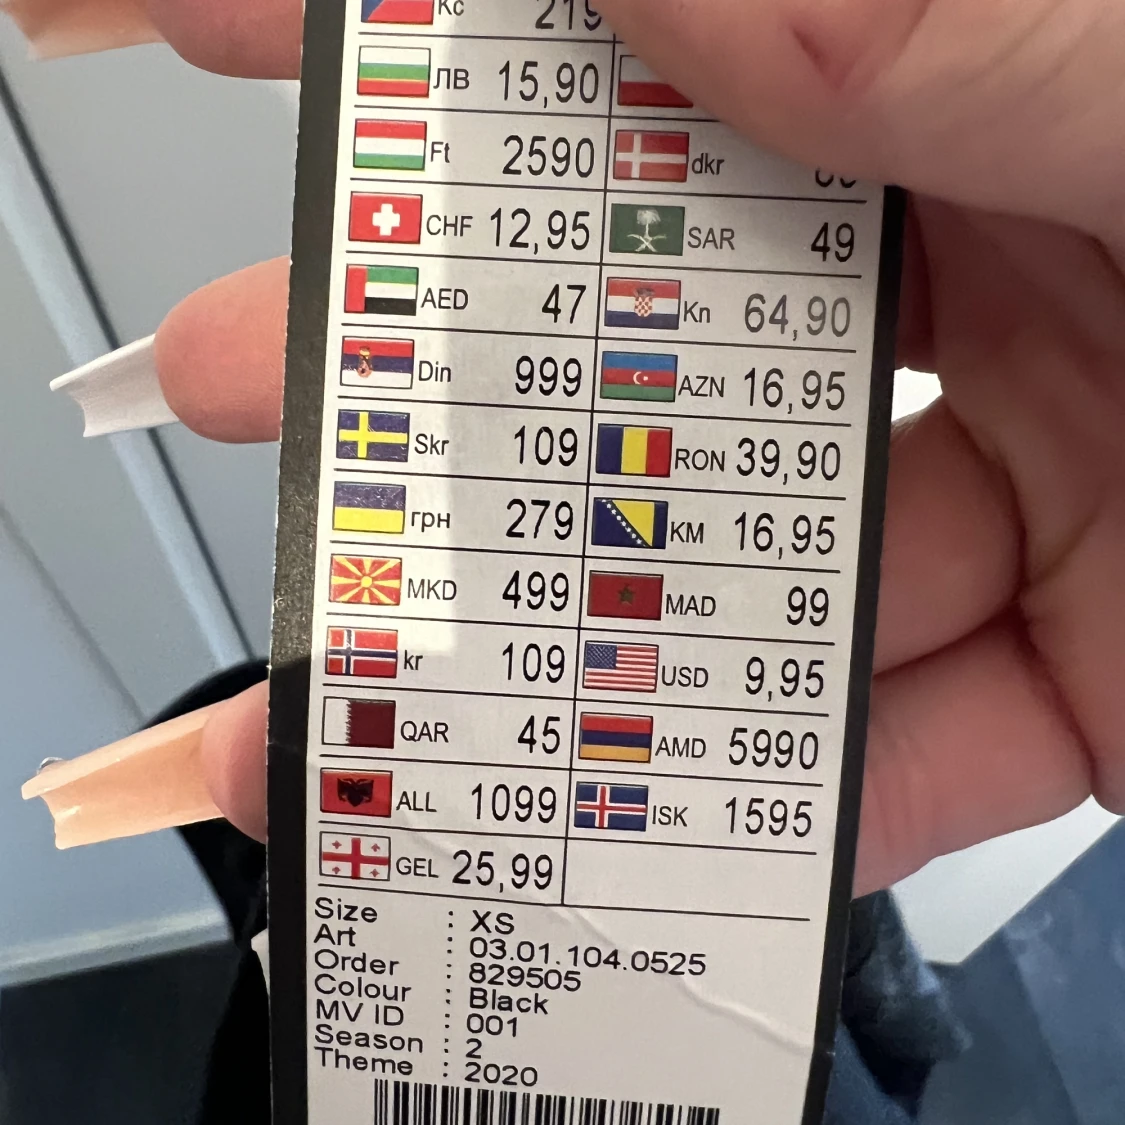 Kc 219
ЛВ 15,90
Ft 2590 dkr
CHF 12,95 SAR 49
AED 47 Kn 64,90
Din 999 AZN 16,95
Skr 109 RON 39,90
грн 279 KM 16,95
MKD 499 MAD 99
kr 109 USD 9,95
QAR 45 AMD 5990
ALL 1099 ISK 1595
GEL 25,99
Size : XS
Art : 03.01.104.0525
Order : 829505
Colour : Black
MV ID : 001
Season : 2
Theme : 2020